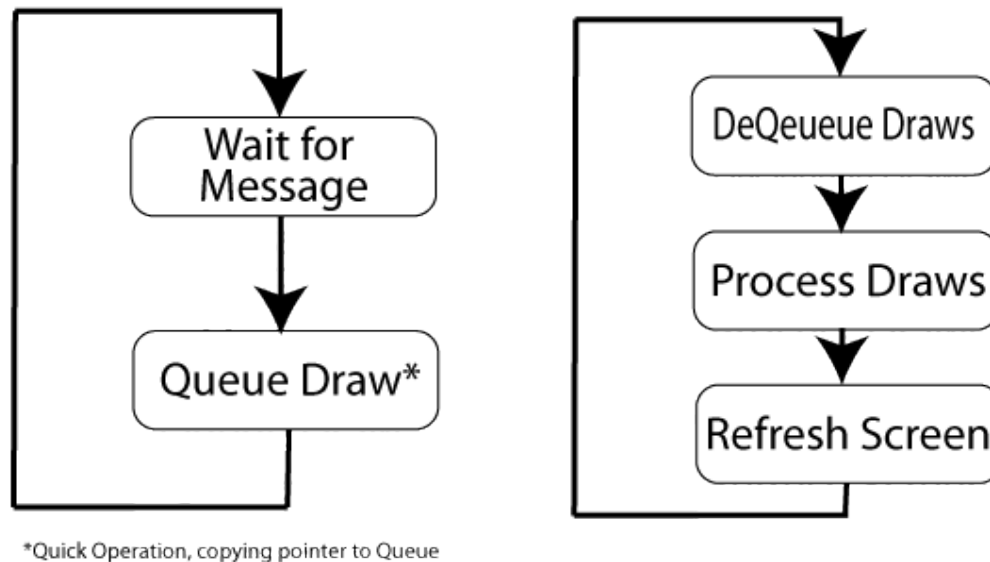 Wait for
Message
Queue Draw*
*Quick Operation, copying pointer to Queue
DeQeueue Draws
Process Draws
Refresh Screen